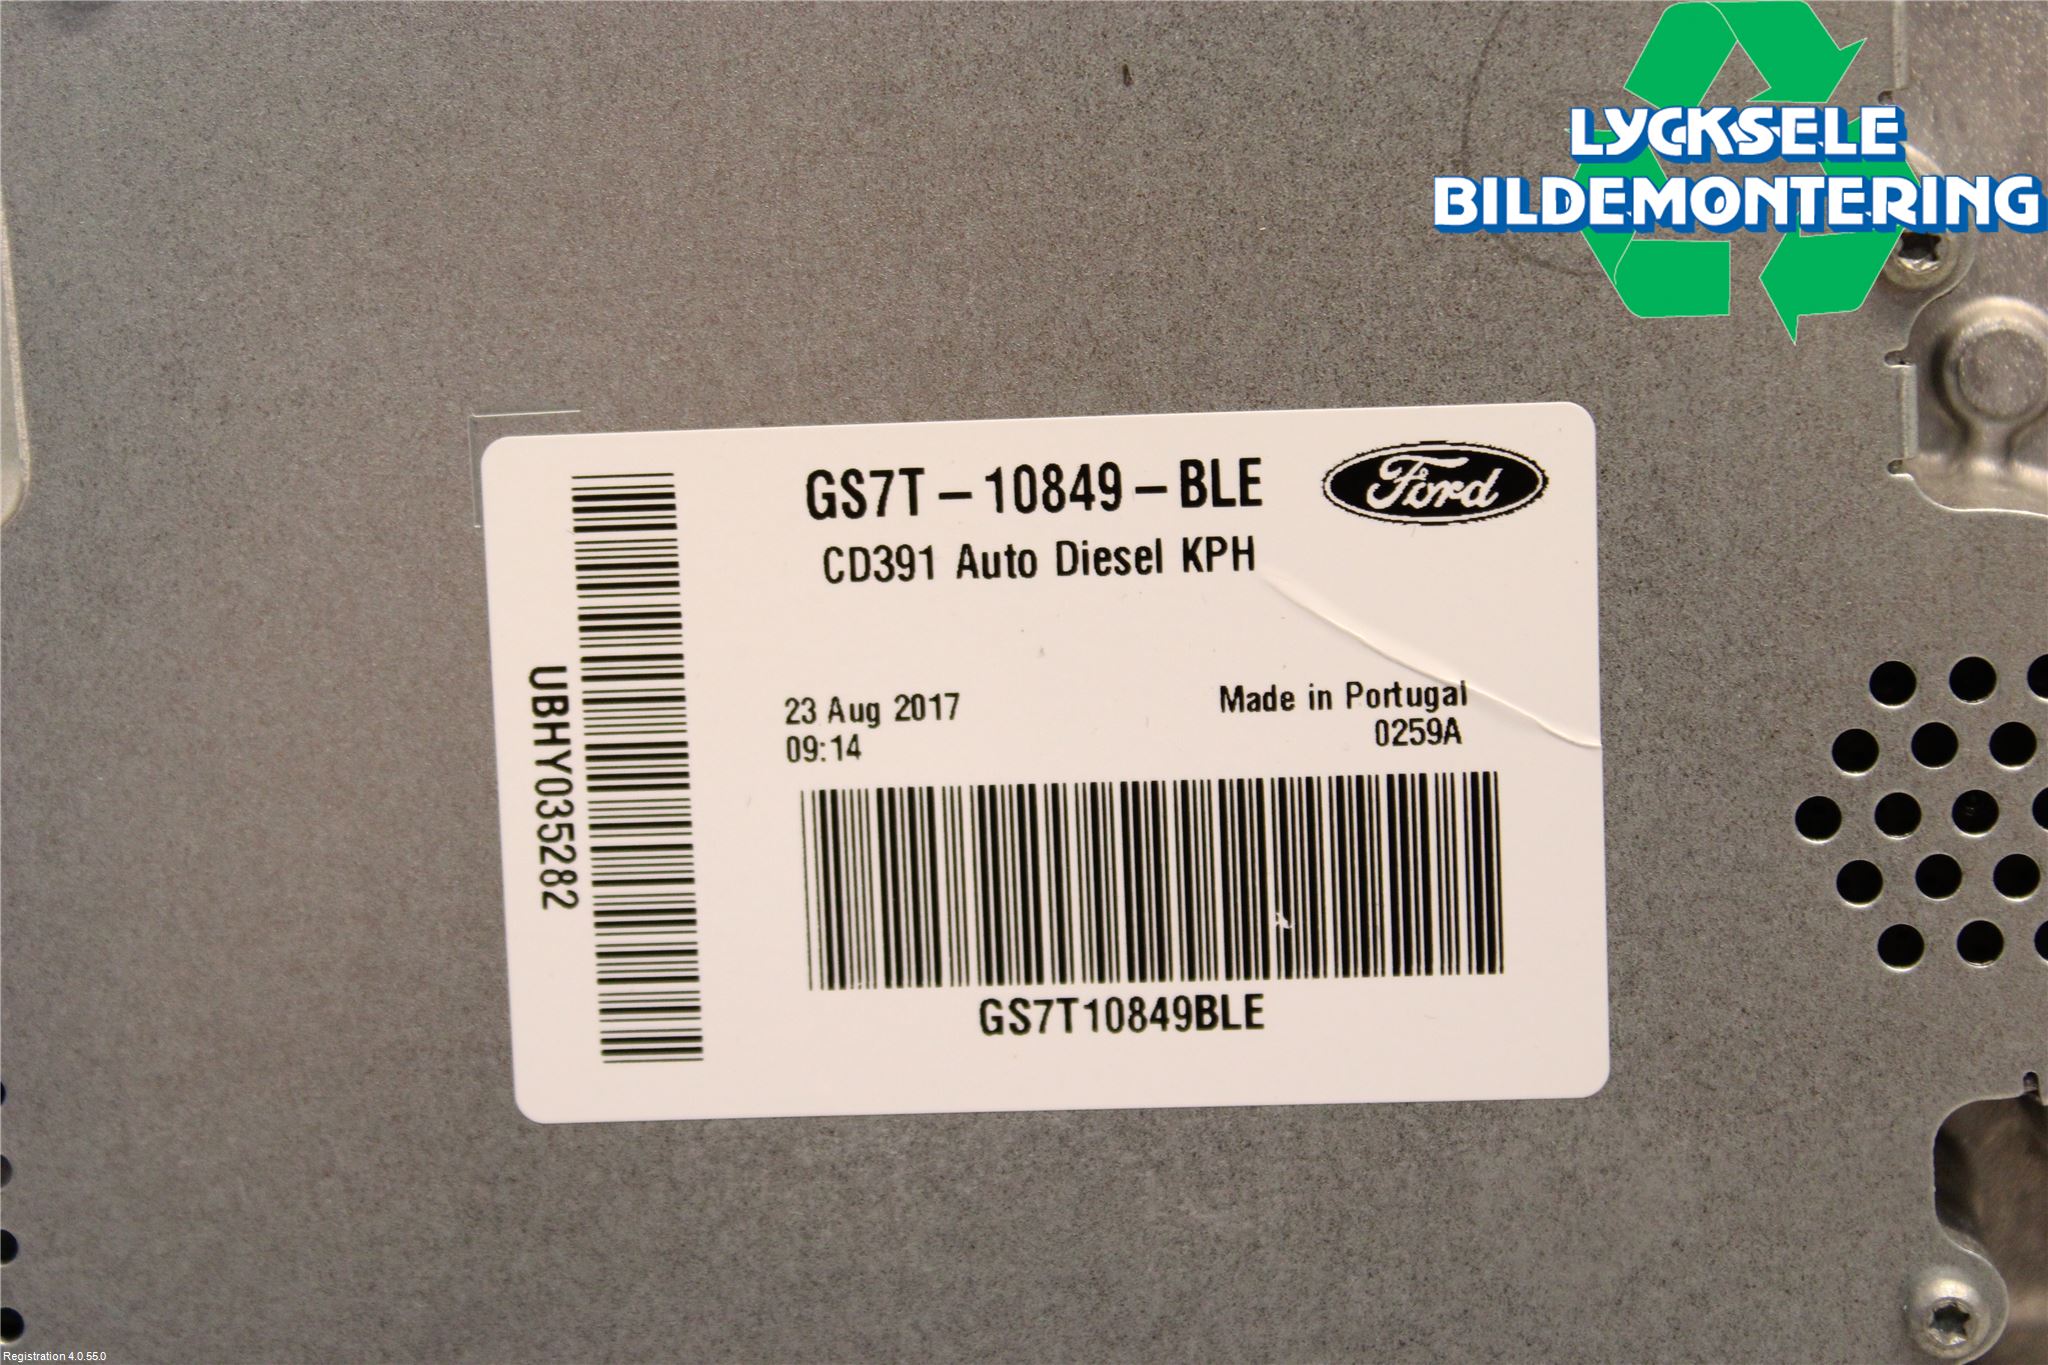 LYCKSELE
BILDEMONTERING
GS7T-10849-BLE
Ford
CD391 Auto Diesel KPH
23 Aug 2017
Made in Portugal
09:14
0259A
UBHY035282
GS7T10849BLE
Registration 4.0.55.0